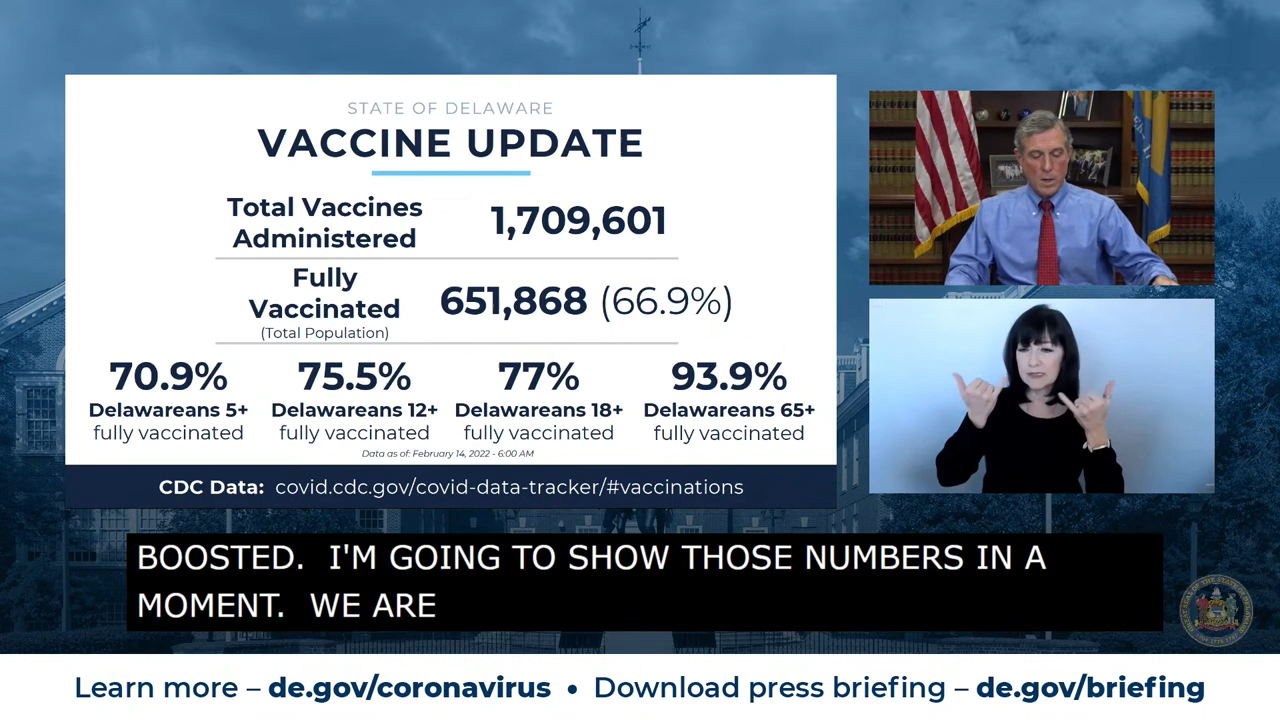 STATE OF DELAWARE
VACCINE UPDATE
Total Vaccines
Administered
1,709,601
Fully
Vaccinated
(Total Population)
651,868 (66.9%)
70.9%
Delawareans 5+
fully vaccinated
75.5%
Delawareans 12+
fully vaccinated
77%
Delawareans 18+
fully vaccinated
93.9%
Delawareans 65+
fully vaccinated
Data as of: February 14, 2022 - 6:00 AM
CDC Data: covid.cdc.gov/covid-data-tracker/#vaccinations
BOOSTED. I'M GOING TO SHOW THOSE NUMBERS IN A
MOMENT. WE ARE
Learn more – de.gov/coronavirus • Download press briefing – de.gov/briefing